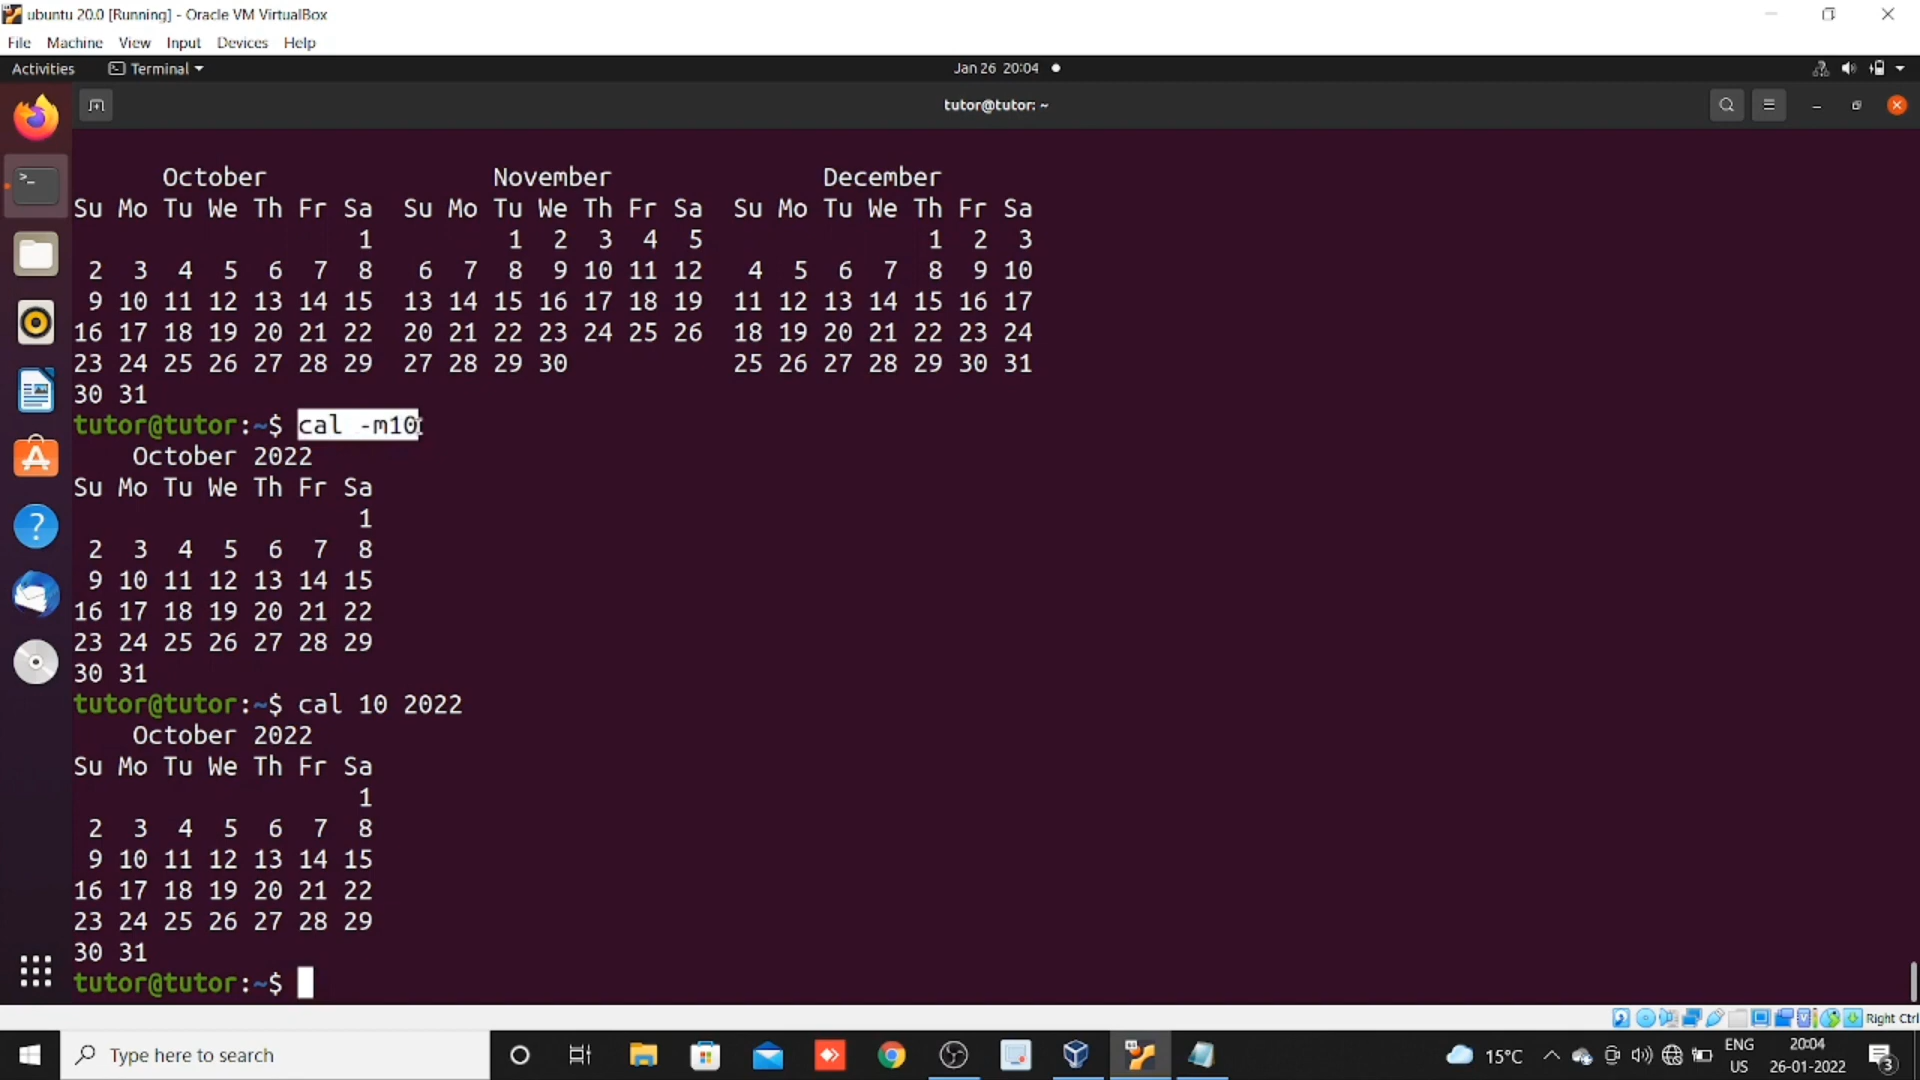 ubuntu 20.0 [Running] - Oracle VM VirtualBox
File Machine View Input Devices Help
Activities Terminal Jan 26 20:04
tutor@tutor: ~
October November December
Su Mo Tu We Th Fr Sa Su Mo Tu We Th Fr Sa Su Mo Tu We Th Fr Sa
1 1 2 3 4 5 1 2 3
2 3 4 5 6 7 8 6 7 8 9 10 11 12 4 5 6 7 8 9 10
9 10 11 12 13 14 15 13 14 15 16 17 18 19 11 12 13 14 15 16 17
16 17 18 19 20 21 22 20 21 22 23 24 25 26 18 19 20 21 22 23 24
23 24 25 26 27 28 29 27 28 29 30 25 26 27 28 29 30 31
30 31
tutor@tutor:~$ cal -m10
October 2022
Su Mo Tu We Th Fr Sa
1
2 3 4 5 6 7 8
9 10 11 12 13 14 15
16 17 18 19 20 21 22
23 24 25 26 27 28 29
30 31
tutor@tutor:~$ cal 10 2022
October 2022
Su Mo Tu We Th Fr Sa
1
2 3 4 5 6 7 8
9 10 11 12 13 14 15
16 17 18 19 20 21 22
23 24 25 26 27 28 29
30 31
tutor@tutor:~$
Right Ctrl
Type here to search 15°C ENG US 20:04 26-01-2022 3